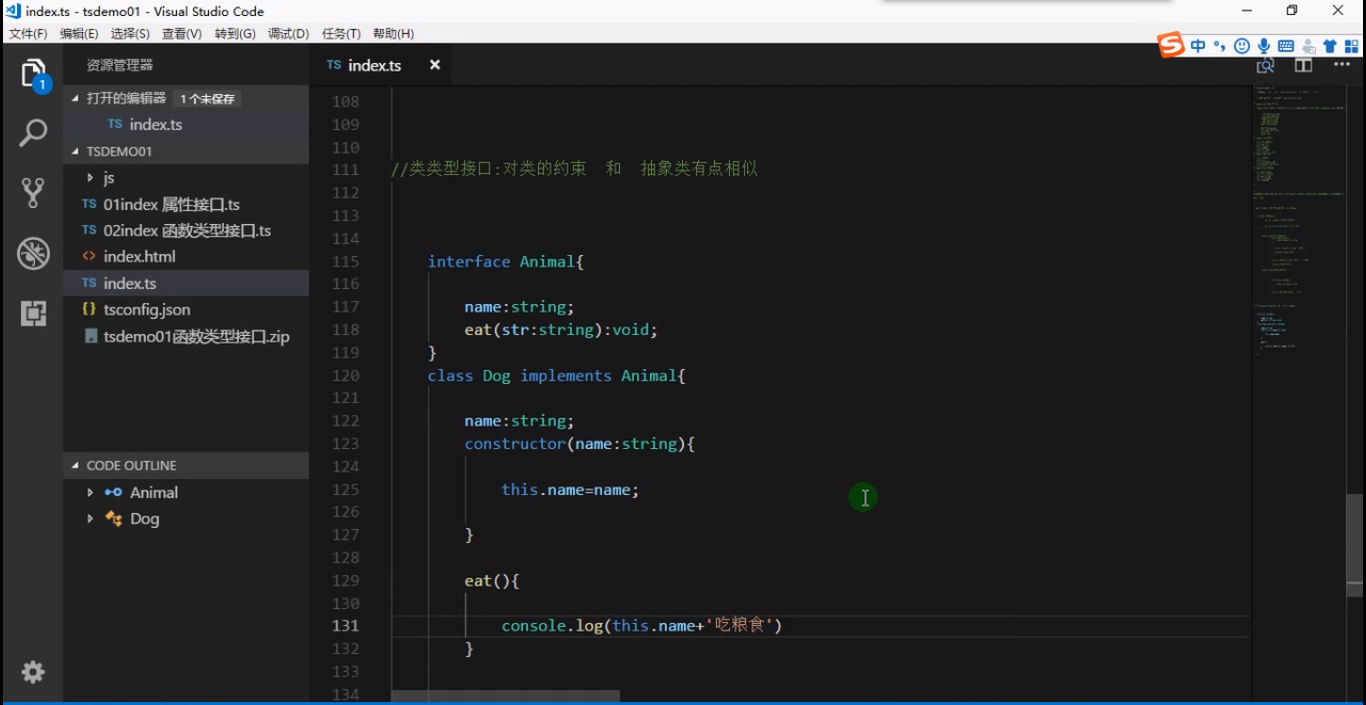 index.ts - tsdemo01 - Visual Studio Code
文件(F) 编辑(E) 选择(S) 查看(V) 转到(G) 调试(D) 任务(T) 帮助(H)
中
1
资源管理器
打开的编辑器 1 个未保存
TS index.ts
TSDEMO01
js
TS 01index 属性接口.ts
TS 02index 函数类型接口.ts
<> index.html
TS index.ts
{} tsconfig.json
tsdemo01函数类型接口.zip
CODE OUTLINE
Animal
Dog
TS index.ts ×
108
109
110
111 //类类型接口:对类的约束 和 抽象类有点相似
112
113
114
115 interface Animal{
116
117 name:string;
118 eat(str:string):void;
119 }
120 class Dog implements Animal{
121
122 name:string;
123 constructor(name:string){
124
125 this.name=name;
126
127 }
128
129 eat(){
130
131 console.log(this.name+'吃粮食')
132 }
133
134